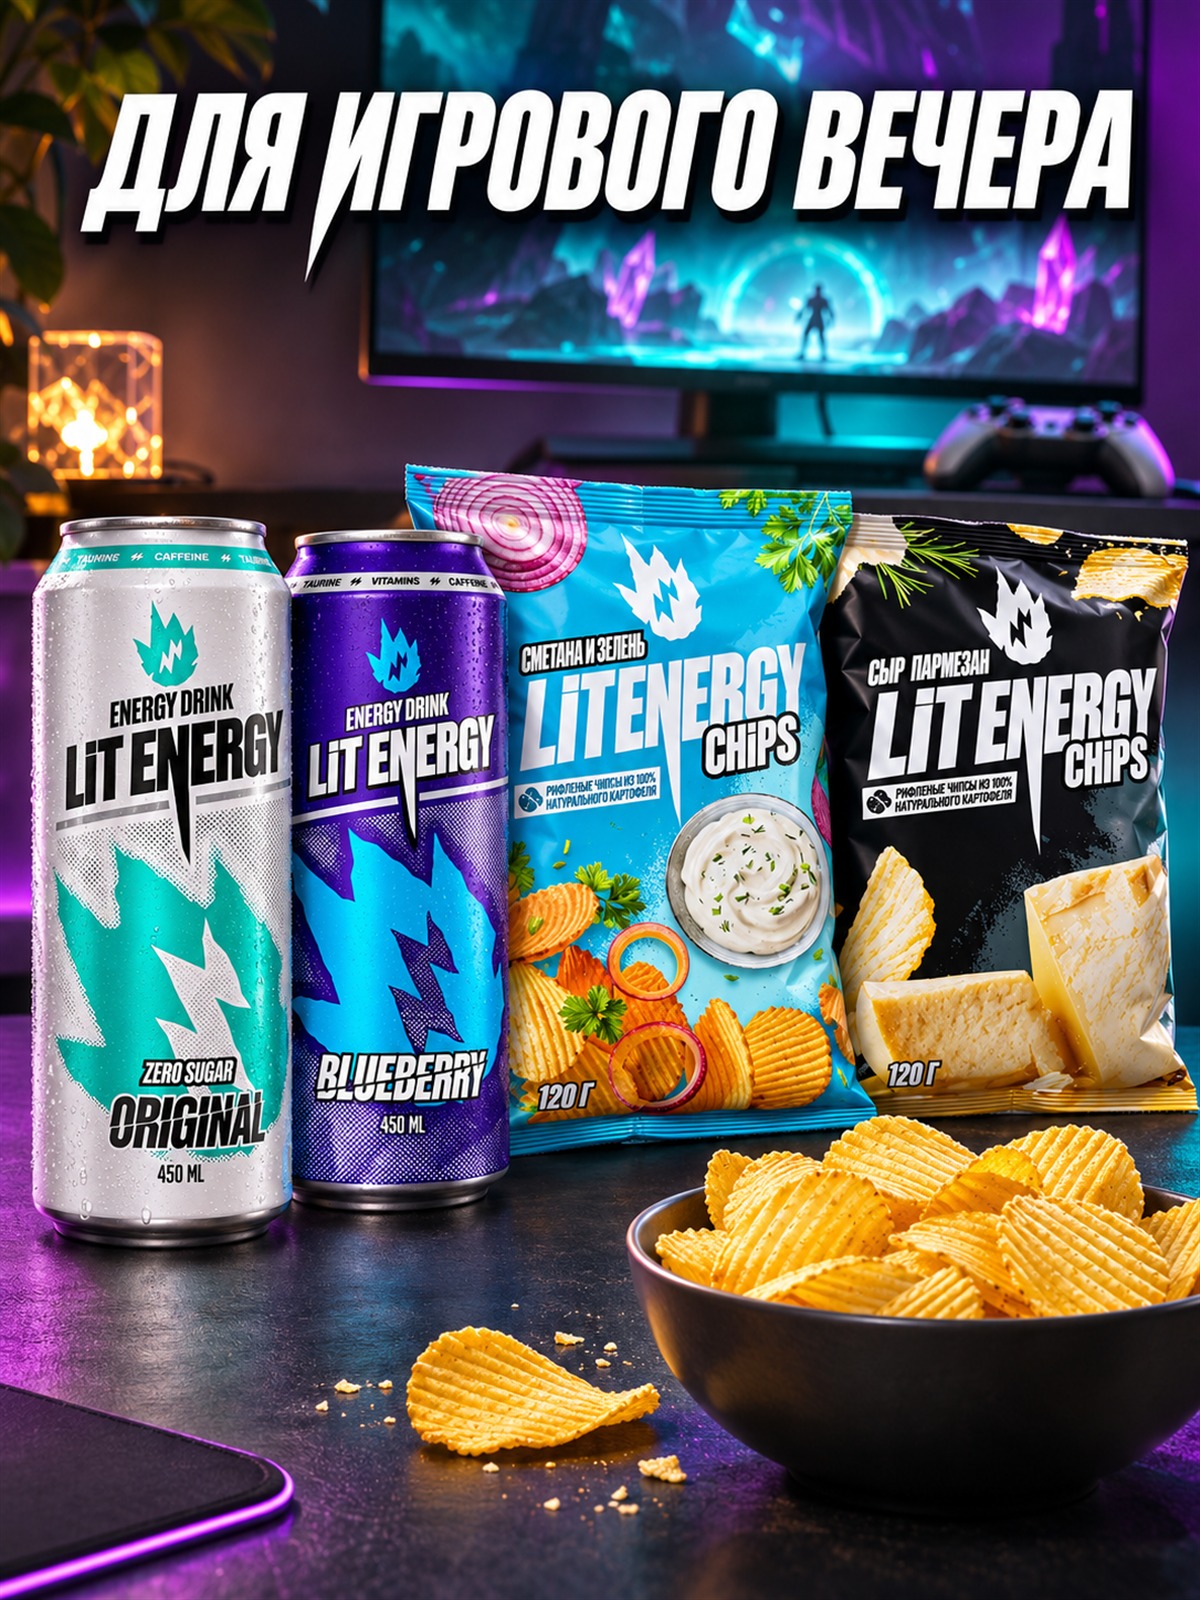 ДЛЯ ИГРОВОГО ВЕЧЕРА
TAURINE CAFFEINE
ENERGY DRINK
LIT ENERGY
ZERO SUGAR
ORIGINAL
450 ML
TAURINE VITAMINS CAFFEINE
ENERGY DRINK
LIT ENERGY
BLUEBERRY
450 ML
СМЕТАНА И ЗЕЛЕНЬ
LIT ENERGY
CHIPS
РИФЛЕНЫЕ ЧИПСЫ ИЗ 100%
НАТУРАЛЬНОГО КАРТОФЕЛЯ
120 Г
СЫР ПАРМЕЗАН
LIT ENERGY
CHIPS
РИФЛЕНЫЕ ЧИПСЫ ИЗ 100%
НАТУРАЛЬНОГО КАРТОФЕЛЯ
120 Г